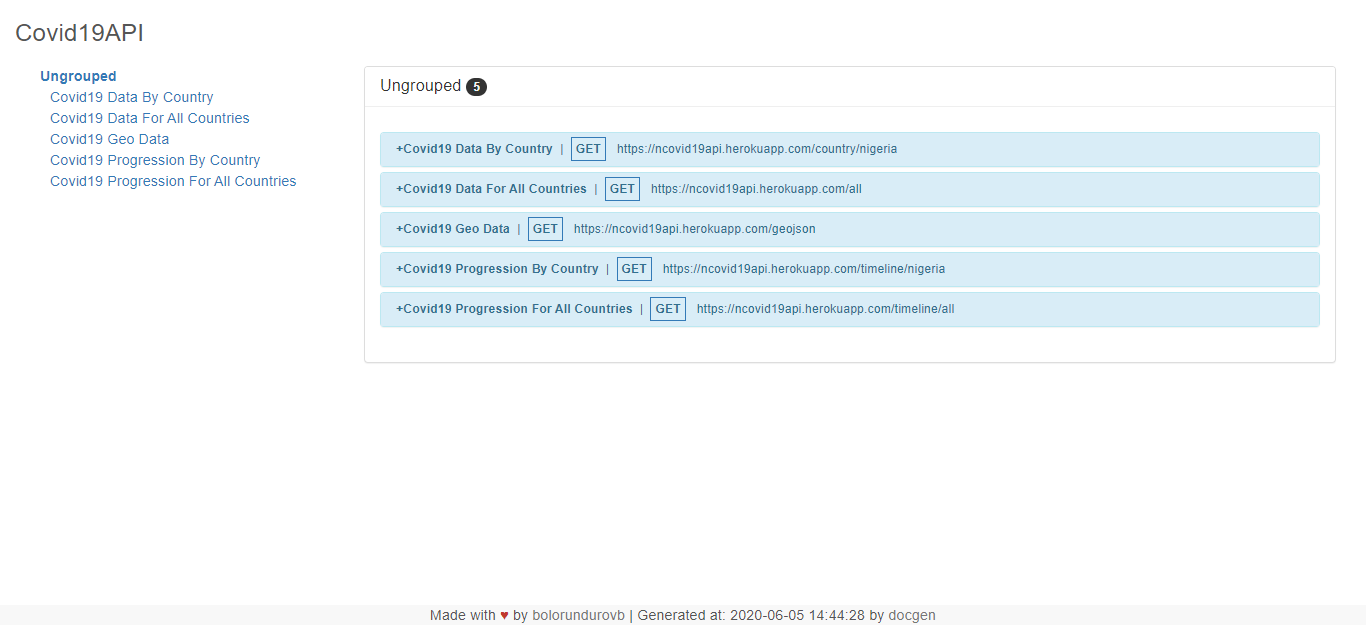 Covid19API
Ungrouped
Covid19 Data By Country
Covid19 Data For All Countries
Covid19 Geo Data
Covid19 Progression By Country
Covid19 Progression For All Countries
Ungrouped 5
+Covid19 Data By Country | GET https://ncovid19api.herokuapp.com/country/nigeria
+Covid19 Data For All Countries | GET https://ncovid19api.herokuapp.com/all
+Covid19 Geo Data | GET https://ncovid19api.herokuapp.com/geojson
+Covid19 Progression By Country | GET https://ncovid19api.herokuapp.com/timeline/nigeria
+Covid19 Progression For All Countries | GET https://ncovid19api.herokuapp.com/timeline/all
Made with ♥ by bolorundurovb | Generated at: 2020-06-05 14:44:28 by docgen